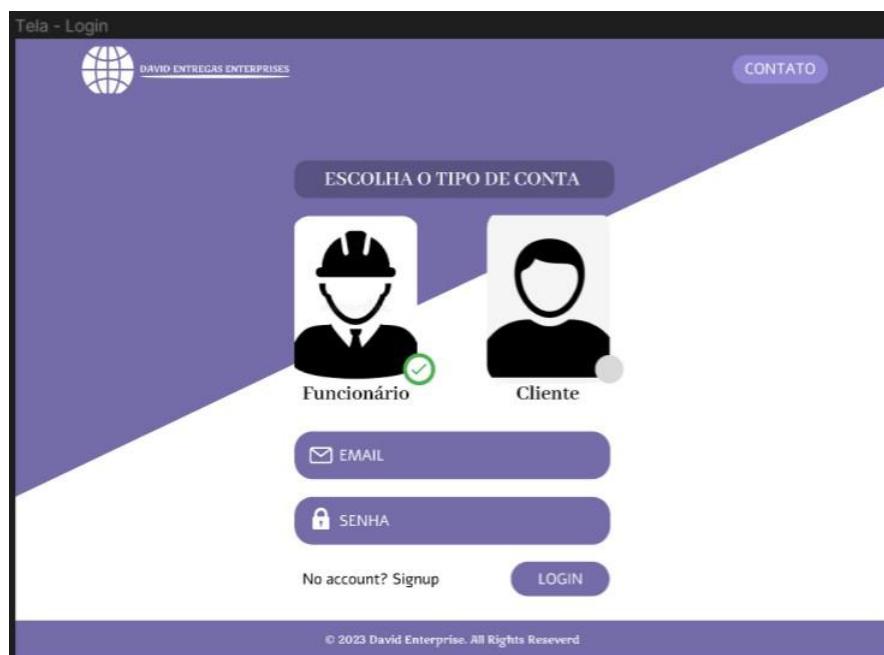 Tela - Login
DAVID ENTREGAS ENTERPRISES
CONTATO
ESCOLHA O TIPO DE CONTA
Funcionário
Cliente
EMAIL
SENHA
No account? Signup
LOGIN
© 2023 David Enterprise. All Rights Reseverd